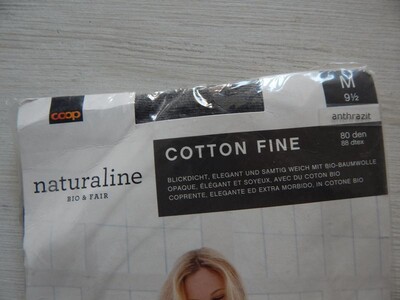 coop
M
9½
anthrazit
80 den
88 dtex
COTTON FINE
BLICKDICHT, ELEGANT UND SAMTIG WEICH MIT BIO-BAUMWOLLE
OPAQUE, ÉLÉGANT ET SOYEUX, AVEC DU COTON BIO
COPRENTE, ELEGANTE ED EXTRA MORBIDO, IN COTONE BIO
naturaline
BIO & FAIR